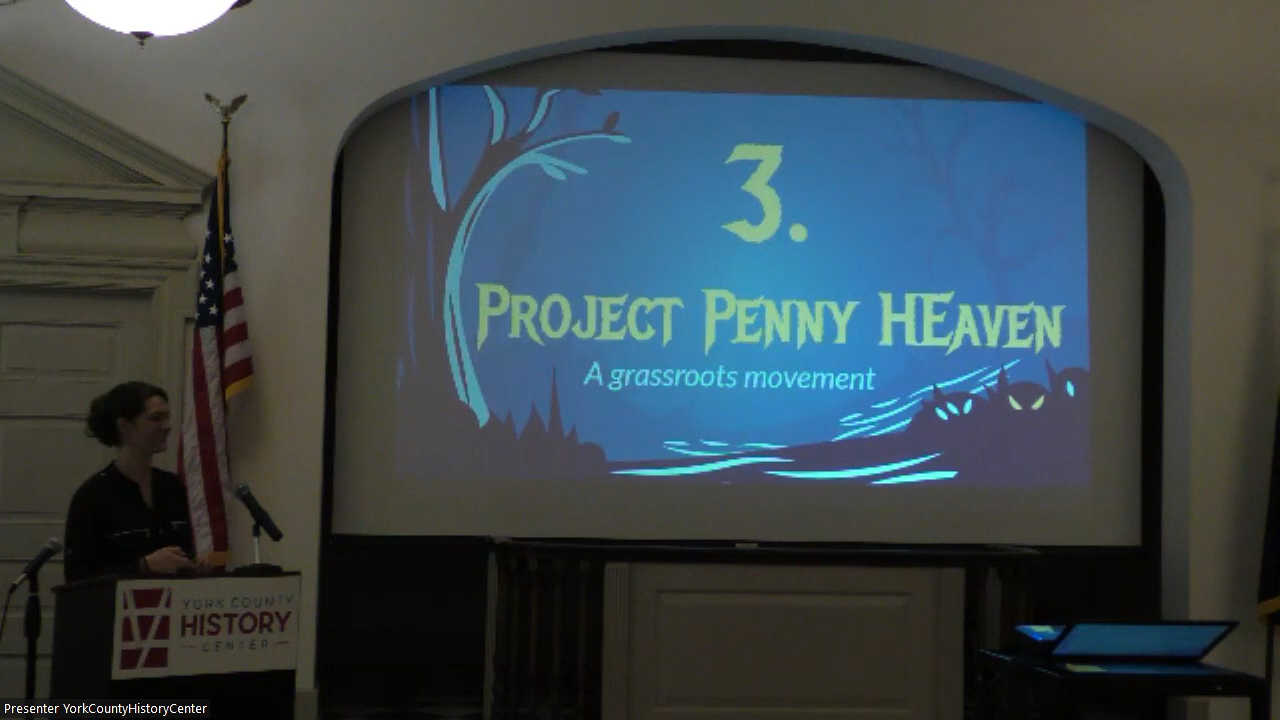 3.
PROJECT PENNY HEAVEN
A grassroots movement
YORK COUNTY
HISTORY
CENTER
Presenter YorkCountyHistoryCenter